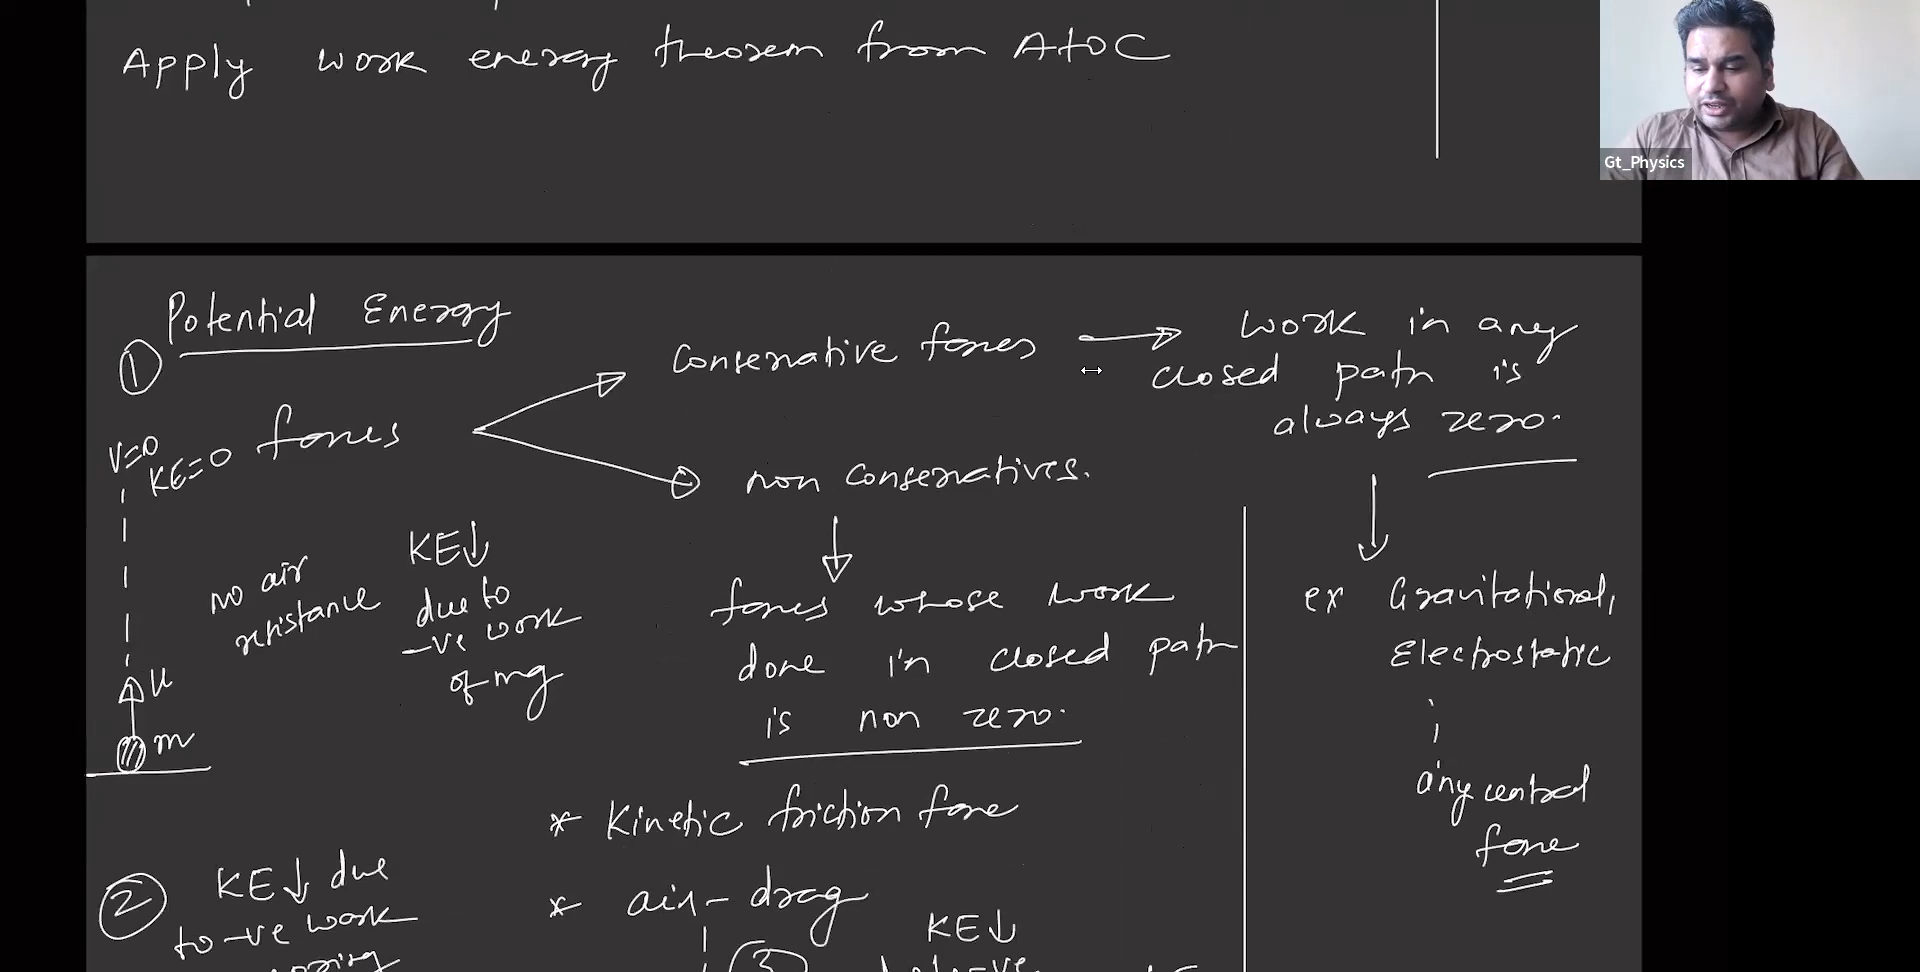 Apply work energy theorem from A to C
Gt_Physics
Potential Energy
①
forces
conservative forces
work in any
closed path is
always zero.
non conservatives.
V=0
KE=0
no air
resistance
KE↓
due to
-ve work
of mg
u
m
forces whose work
done in closed path
is non zero.
ex Gravitational,
Electrostatic
any central
force
* Kinetic friction force
* air-drag
②
KE↓ due
to -ve work
③
KE↓